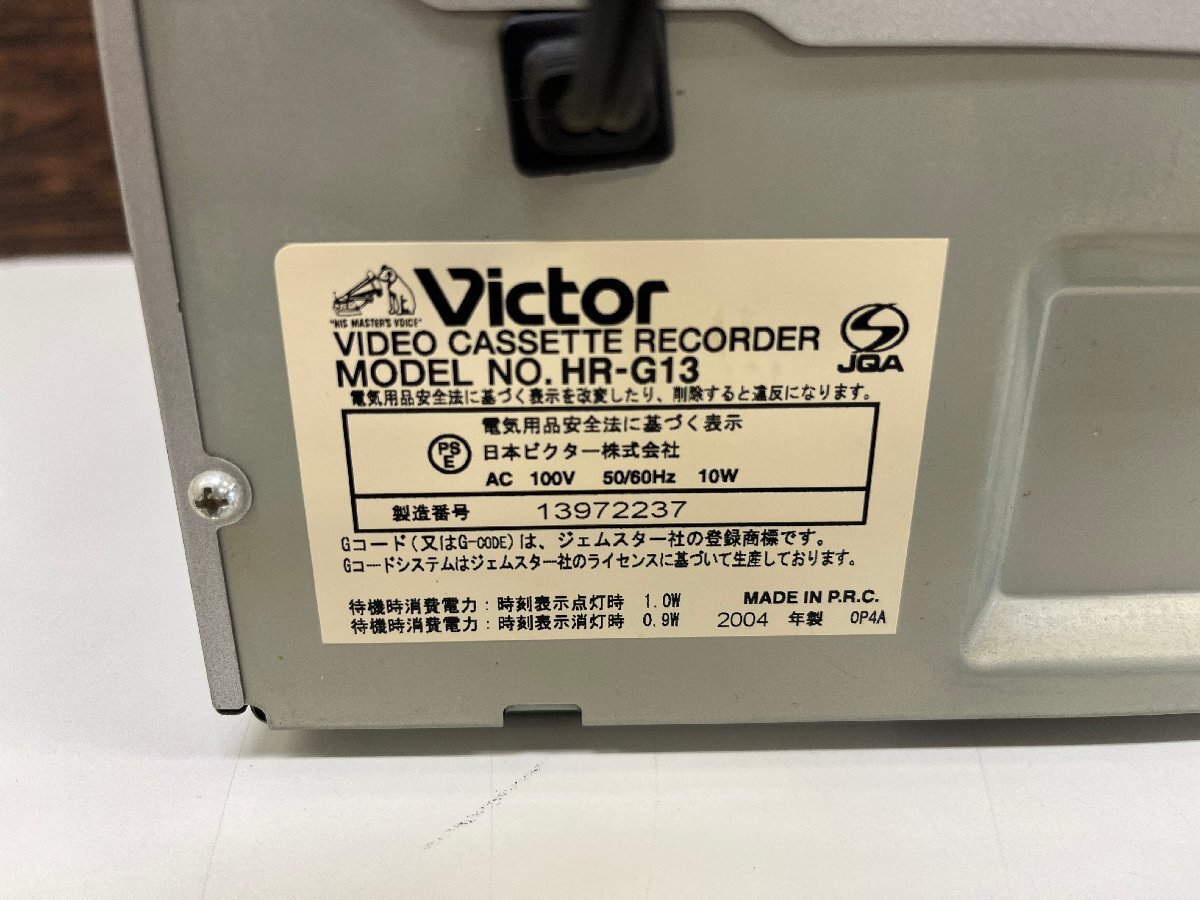 "HIS MASTER'S VOICE"
Victor
VIDEO CASSETTE RECORDER
JQA
MODEL NO. HR-G13
電気用品安全法に基づく表示を改変したり、削除すると違反になります。
電気用品安全法に基づく表示
PSE 日本ビクター株式会社
AC 100V 50/60Hz 10W
製造番号 13972237
Gコード(又はG-CODE)は、ジェムスター社の登録商標です。
Gコードシステムはジェムスター社のライセンスに基づいて生産しております。
待機時消費電力:時刻表示点灯時 1.0W MADE IN P.R.C.
待機時消費電力:時刻表示消灯時 0.9W 2004 年製 0P4A